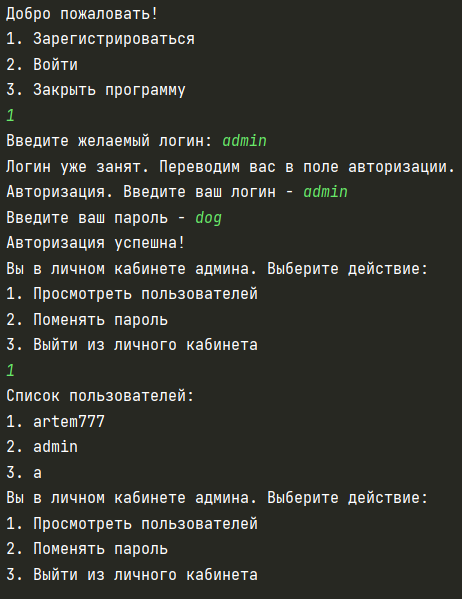 Добро пожаловать!
1. Зарегистрироваться
2. Войти
3. Закрыть программу
1
Введите желаемый логин: admin
Логин уже занят. Переводим вас в поле авторизации.
Авторизация. Введите ваш логин - admin
Введите ваш пароль - dog
Авторизация успешна!
Вы в личном кабинете админа. Выберите действие:
1. Просмотреть пользователей
2. Поменять пароль
3. Выйти из личного кабинета
1
Список пользователей:
1. artem777
2. admin
3. a
Вы в личном кабинете админа. Выберите действие:
1. Просмотреть пользователей
2. Поменять пароль
3. Выйти из личного кабинета